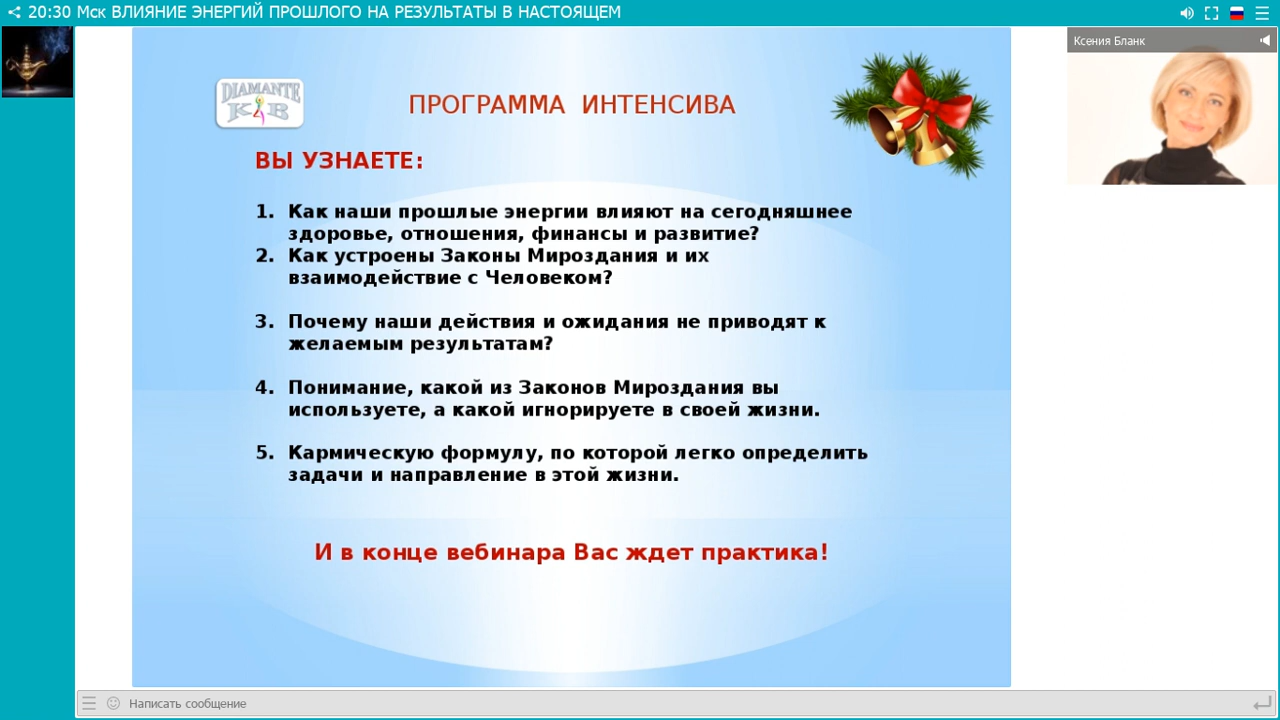 20:30 Мск ВЛИЯНИЕ ЭНЕРГИЙ ПРОШЛОГО НА РЕЗУЛЬТАТЫ В НАСТОЯЩЕМ
Ксения Бланк
DIAMANTE
K B
ПРОГРАММА ИНТЕНСИВА
ВЫ УЗНАЕТЕ:
1. Как наши прошлые энергии влияют на сегодняшнее
здоровье, отношения, финансы и развитие?
2. Как устроены Законы Мироздания и их
взаимодействие с Человеком?
3. Почему наши действия и ожидания не приводят к
желаемым результатам?
4. Понимание, какой из Законов Мироздания вы
используете, а какой игнорируете в своей жизни.
5. Кармическую формулу, по которой легко определить
задачи и направление в этой жизни.
И в конце вебинара Вас ждет практика!
Написать сообщение